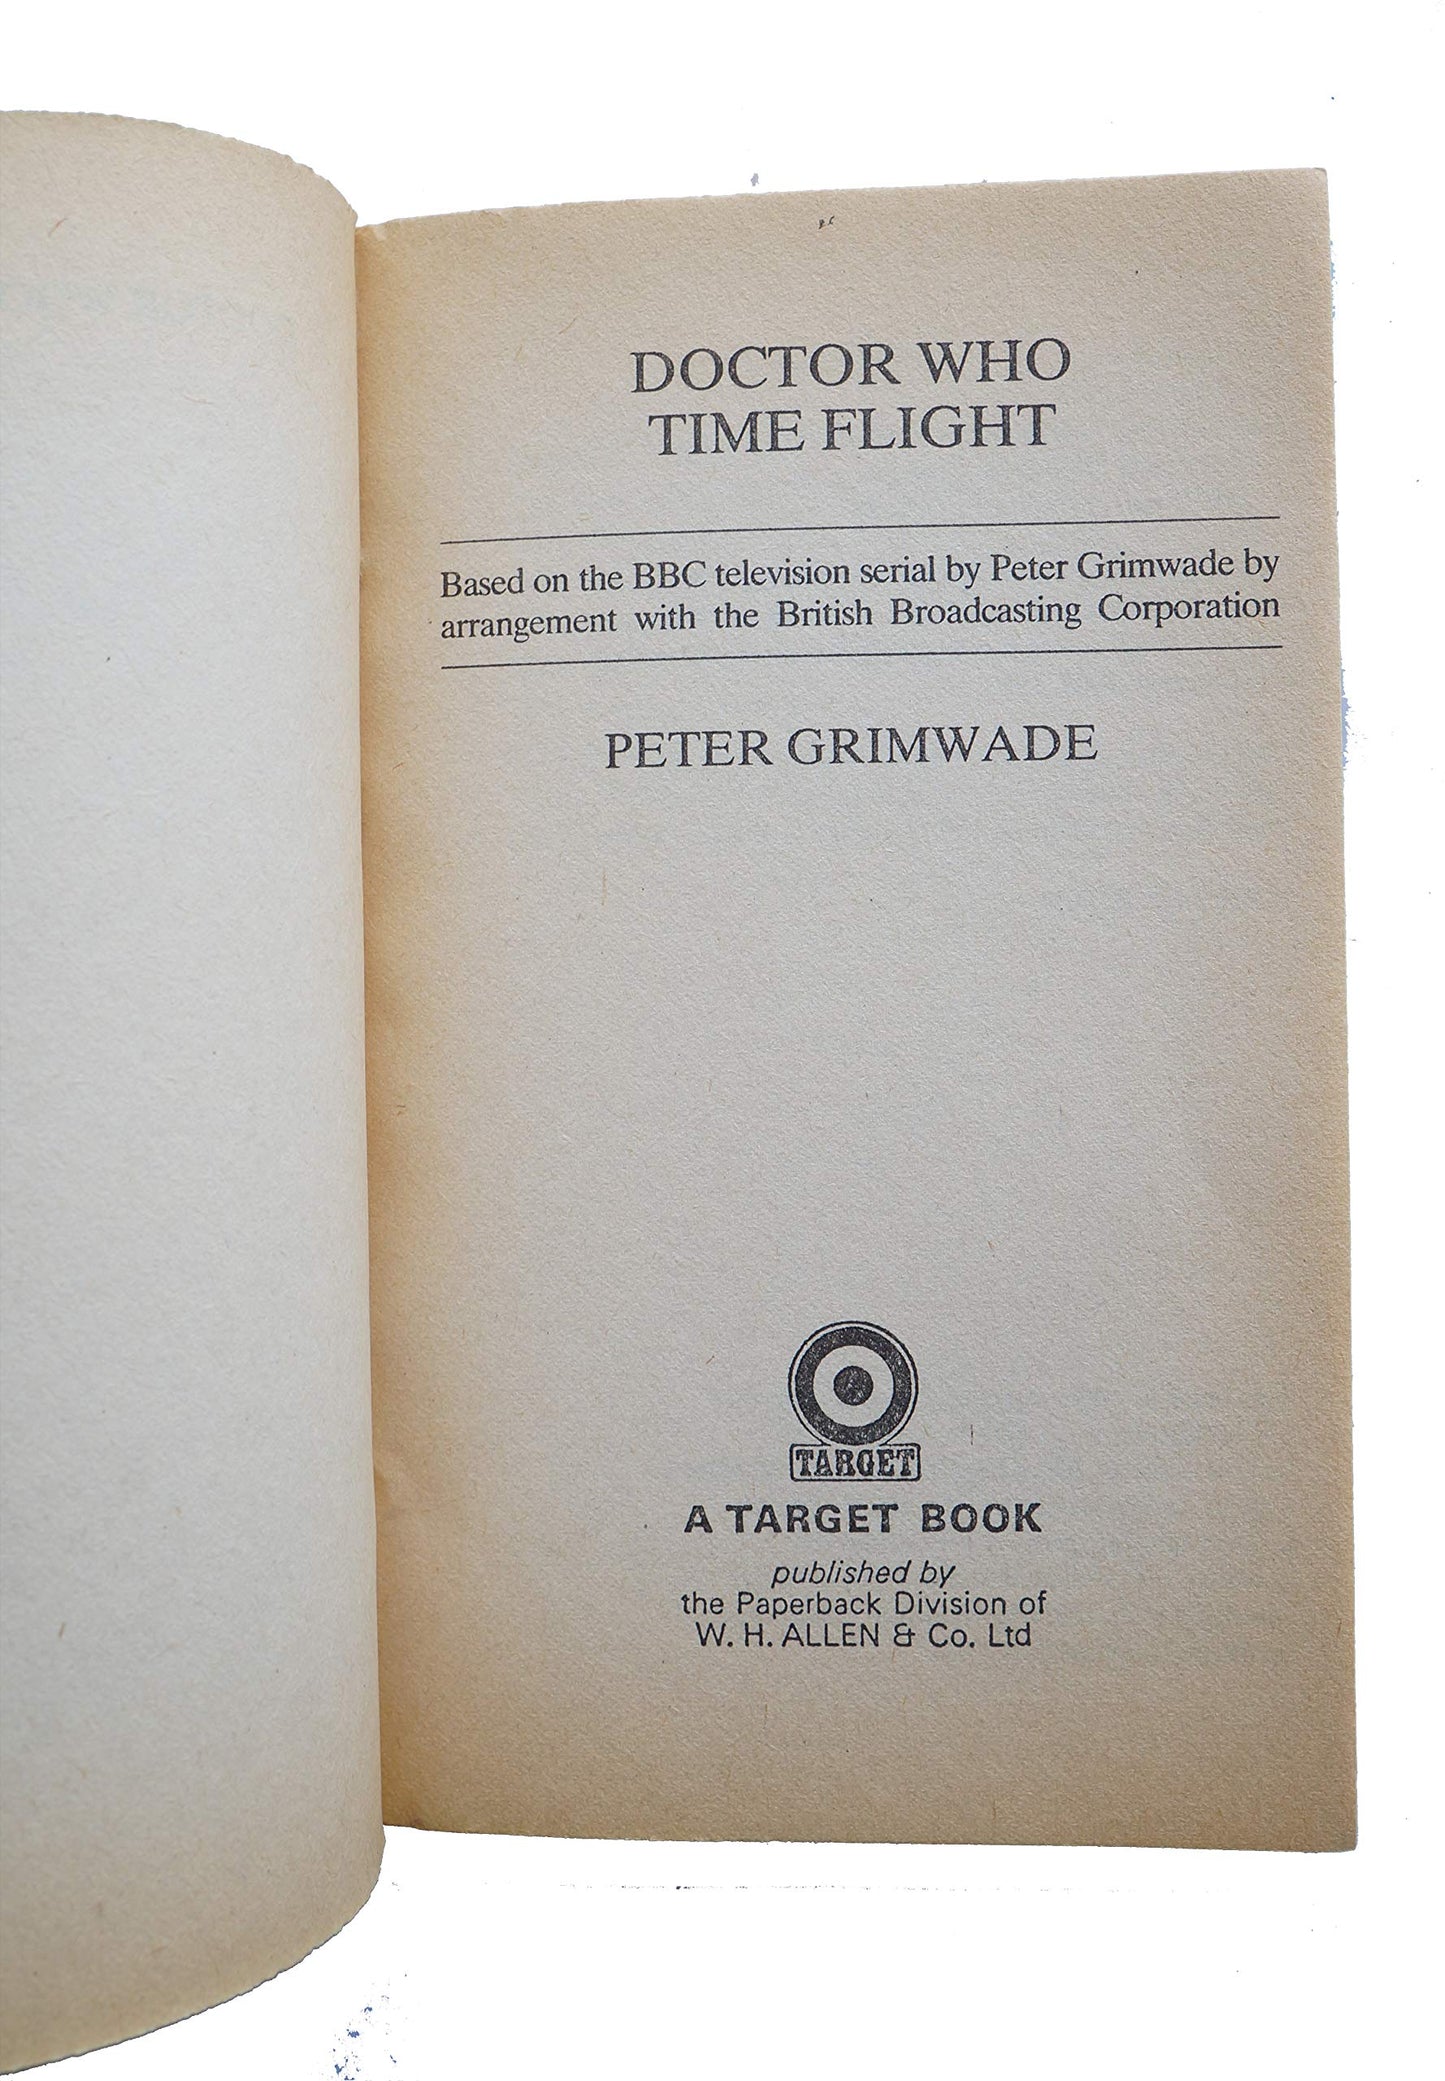 DOCTOR WHO
TIME FLIGHT
Based on the BBC television serial by Peter Grimwade by
arrangement with the British Broadcasting Corporation
PETER GRIMWADE
TARGET
A TARGET BOOK
published by
the Paperback Division of
W. H. ALLEN & Co. Ltd